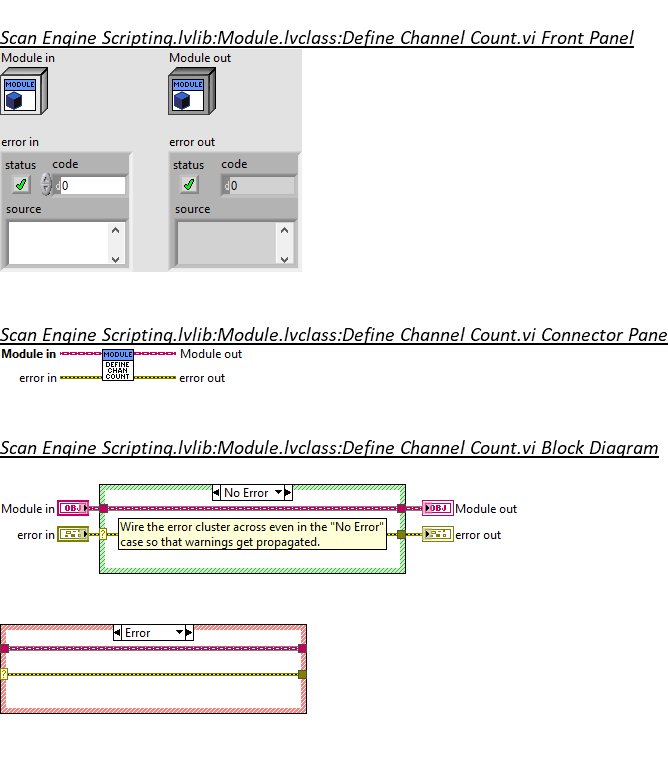 Scan Engine Scripting.lvlib:Module.lvclass:Define Channel Count.vi Front Panel
Module in Module out
MODULE MODULE
error in error out
status code status code
d0 d0
source source
Scan Engine Scripting.lvlib:Module.lvclass:Define Channel Count.vi Connector Pane
Module in MODULE Module out
DEFINE
CHAN
error in COUNT error out
Scan Engine Scripting.lvlib:Module.lvclass:Define Channel Count.vi Block Diagram
No Error
Module in OBJ OBJ Module out
error in ? error out
Wire the error cluster across even in the "No Error"
case so that warnings get propagated.
Error
?